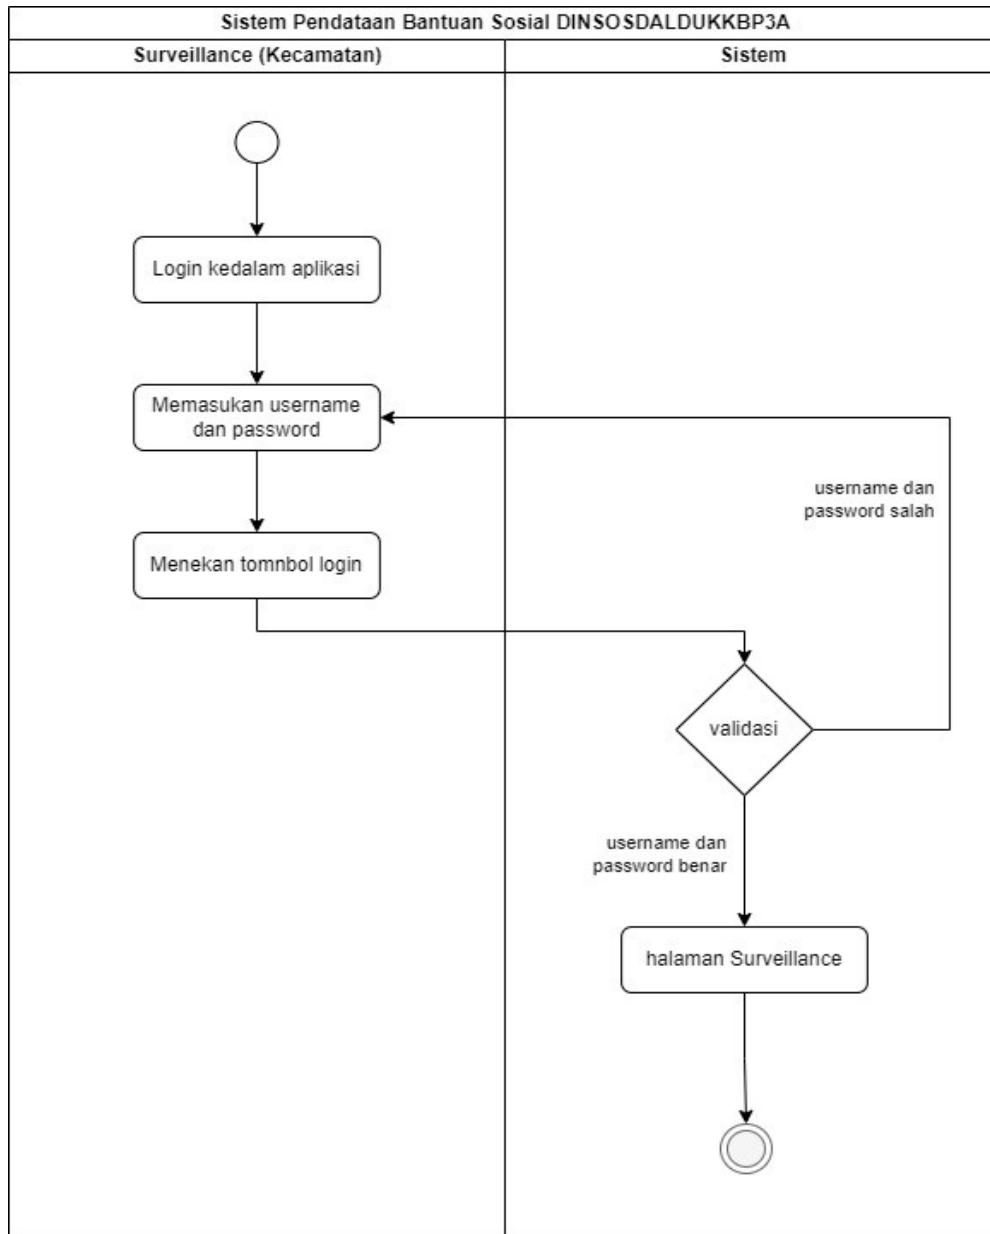 Sistem Pendataan Bantuan Sosial DINSOSDALDUKKBP3A
Surveillance (Kecamatan)
Sistem
Login kedalam aplikasi
Memasukan username
dan password
username dan
password salah
Menekan tomnbol login
validasi
username dan
password benar
halaman Surveillance